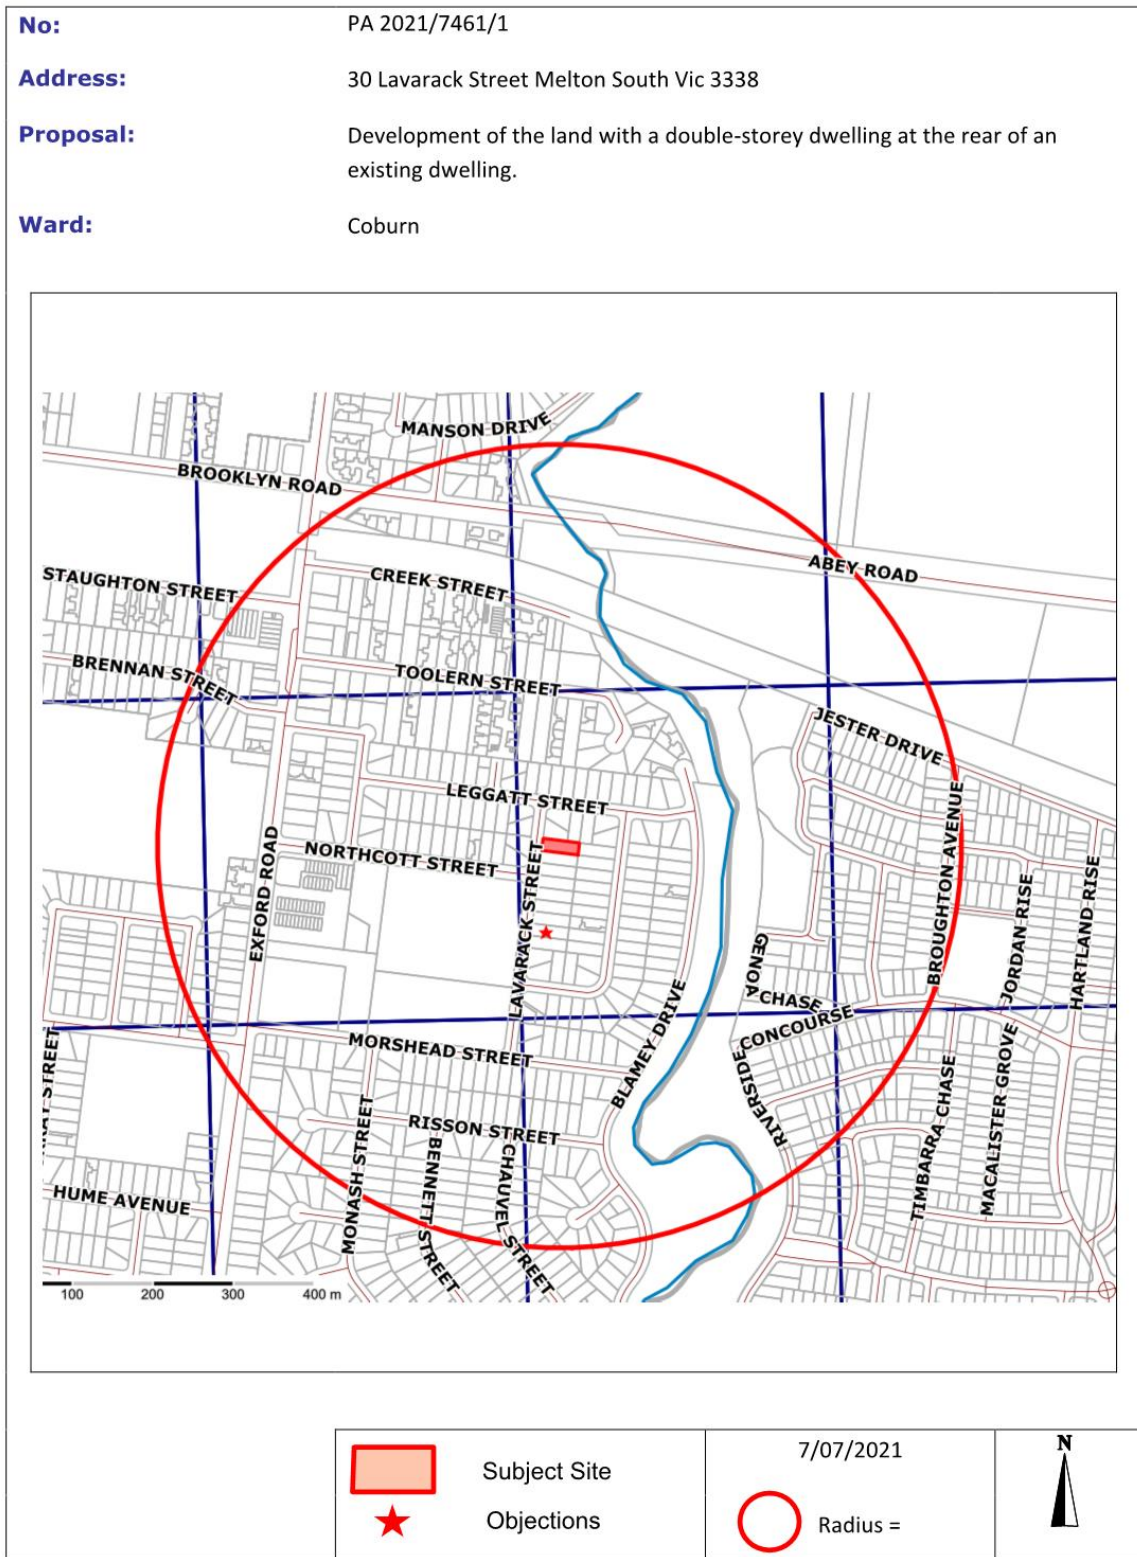 No: PA 2021/7461/1
Address: 30 Lavarack Street Melton South Vic 3338
Proposal: Development of the land with a double-storey dwelling at the rear of an
existing dwelling.
Ward: Coburn
MANSON DRIVE
BROOKLYN ROAD
ABEY ROAD
STAUGHTON STREET
CREEK STREET
BRENNAN STREET
TOOLERN STREET
JESTER DRIVE
LEGGATT STREET
NORTHCOTT STREET
EXFORD ROAD
LAVARACK STREET
BROUGHTON AVENUE
JORDAN RISE
HARTLAND RISE
GENOA
CHASE
CONCOURSE
RIVERSIDE
BLAMEY DRIVE
MORSHEAD STREET
RISSON STREET
MONASH STREET
BENNETT STREET
CHAUVEL STREET
TIMBARRA CHASE
MACALISTER GROVE
STREET
HUME AVENUE
100 200 300 400 m
Subject Site
Objections
7/07/2021
Radius =
N